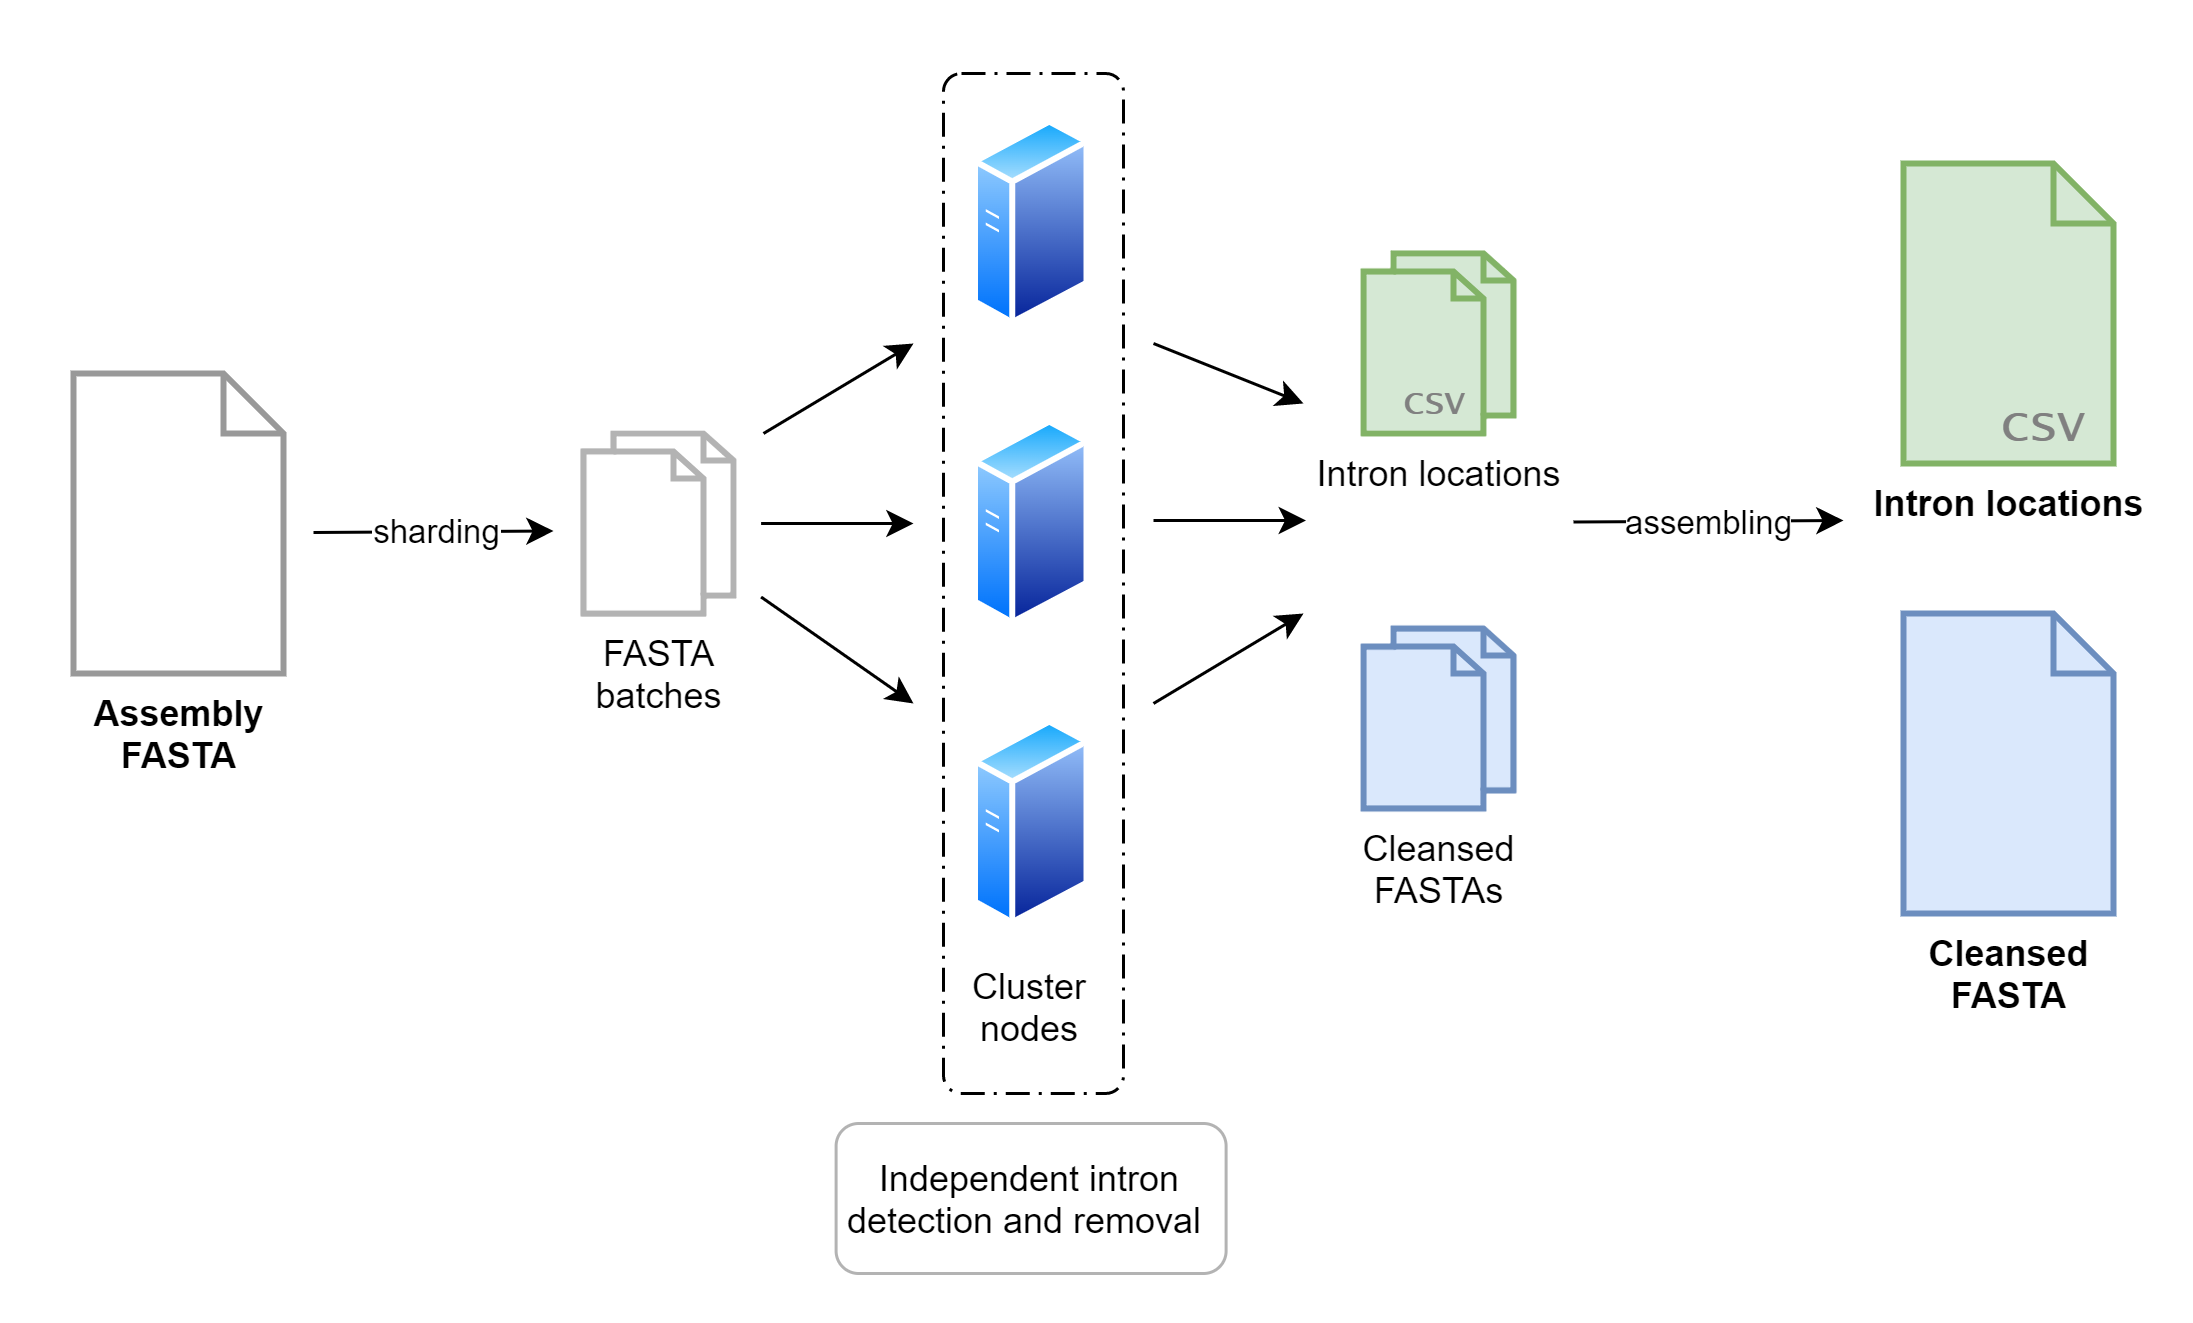 Assembly
FASTA
sharding
FASTA
batches
Cluster
nodes
Independent intron
detection and removal
CSV
Intron locations
Cleansed
FASTAs
assembling
CSV
Intron locations
Cleansed
FASTA